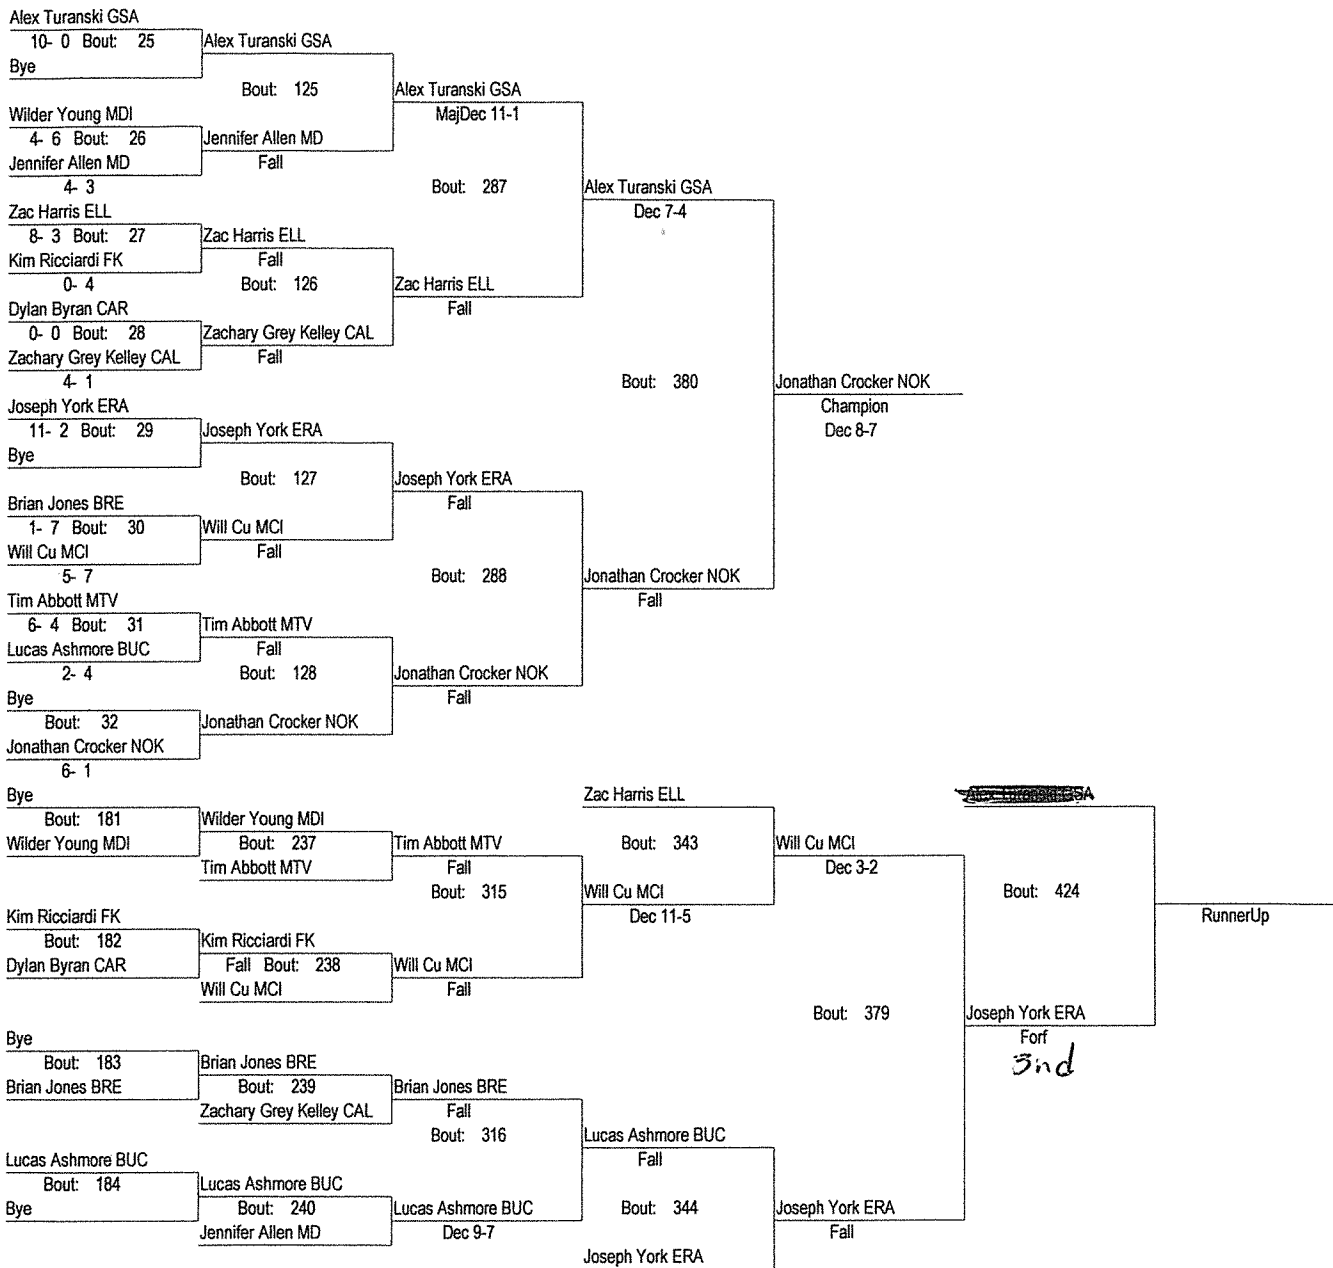 Alex Turanski GSA
10- 0 Bout: 25
Bye
Alex Turanski GSA
Bout: 125
Wilder Young MDI
4- 6 Bout: 26
Jennifer Allen MD
4- 3
Jennifer Allen MD
Fall
Alex Turanski GSA
MajDec 11-1
Bout: 287
Zac Harris ELL
8- 3 Bout: 27
Kim Ricciardi FK
0- 4
Zac Harris ELL
Fall
Bout: 126
Dylan Byran CAR
0- 0 Bout: 28
Zachary Grey Kelley CAL
4- 1
Zachary Grey Kelley CAL
Fall
Zac Harris ELL
Fall
Alex Turanski GSA
Dec 7-4
Bout: 380
Jonathan Crocker NOK
Champion
Dec 8-7
Joseph York ERA
11- 2 Bout: 29
Bye
Joseph York ERA
Bout: 127
Brian Jones BRE
1- 7 Bout: 30
Will Cu MCI
5- 7
Will Cu MCI
Fall
Joseph York ERA
Fall
Bout: 288
Tim Abbott MTV
6- 4 Bout: 31
Lucas Ashmore BUC
2- 4
Tim Abbott MTV
Fall
Bout: 128
Bye
Bout: 32
Jonathan Crocker NOK
6- 1
Jonathan Crocker NOK
Jonathan Crocker NOK
Fall
Jonathan Crocker NOK
Fall
Bye
Bout: 181
Wilder Young MDI
Wilder Young MDI
Bout: 237
Tim Abbott MTV
Tim Abbott MTV
Fall
Bout: 315
Kim Ricciardi FK
Bout: 182
Dylan Byran CAR
Kim Ricciardi FK
Fall Bout: 238
Will Cu MCI
Will Cu MCI
Fall
Zac Harris ELL
Bout: 343
Will Cu MCI
Dec 11-5
Will Cu MCI
Dec 3-2
Bout: 379
Bye
Bout: 183
Brian Jones BRE
Brian Jones BRE
Bout: 239
Zachary Grey Kelley CAL
Brian Jones BRE
Fall
Bout: 316
Lucas Ashmore BUC
Bout: 184
Bye
Lucas Ashmore BUC
Bout: 240
Jennifer Allen MD
Lucas Ashmore BUC
Dec 9-7
Lucas Ashmore BUC
Fall
Bout: 344
Joseph York ERA
Joseph York ERA
Fall
Alex Turanski GSA
Bout: 424
Joseph York ERA
Forf
3nd
RunnerUp